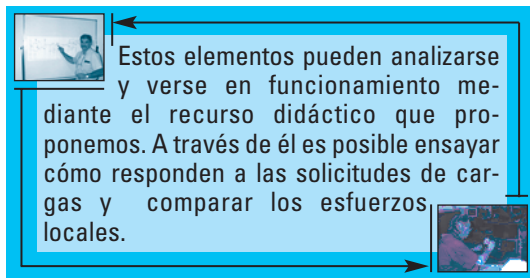 Estos elementos pueden analizarse
y verse en funcionamiento me-
diante el recurso didáctico que pro-
ponemos. A través de él es posible ensayar
cómo responden a las solicitudes de car-
gas y comparar los esfuerzos
locales.